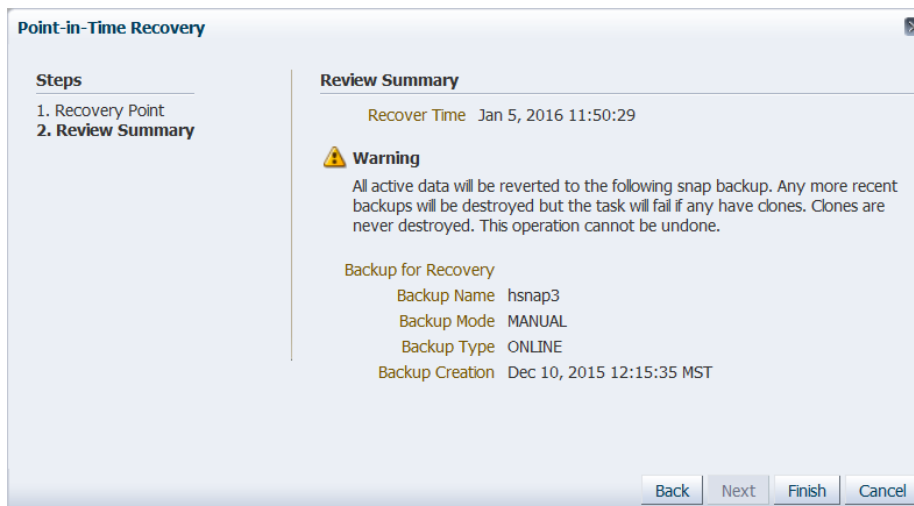 Point-in-Time Recovery
Steps
1. Recovery Point
2. Review Summary
Review Summary
Recover Time Jan 5, 2016 11:50:29
Warning
All active data will be reverted to the following snap backup. Any more recent
backups will be destroyed but the task will fail if any have clones. Clones are
never destroyed. This operation cannot be undone.
Backup for Recovery
Backup Name hsnap3
Backup Mode MANUAL
Backup Type ONLINE
Backup Creation Dec 10, 2015 12:15:35 MST
Back Next Finish Cancel